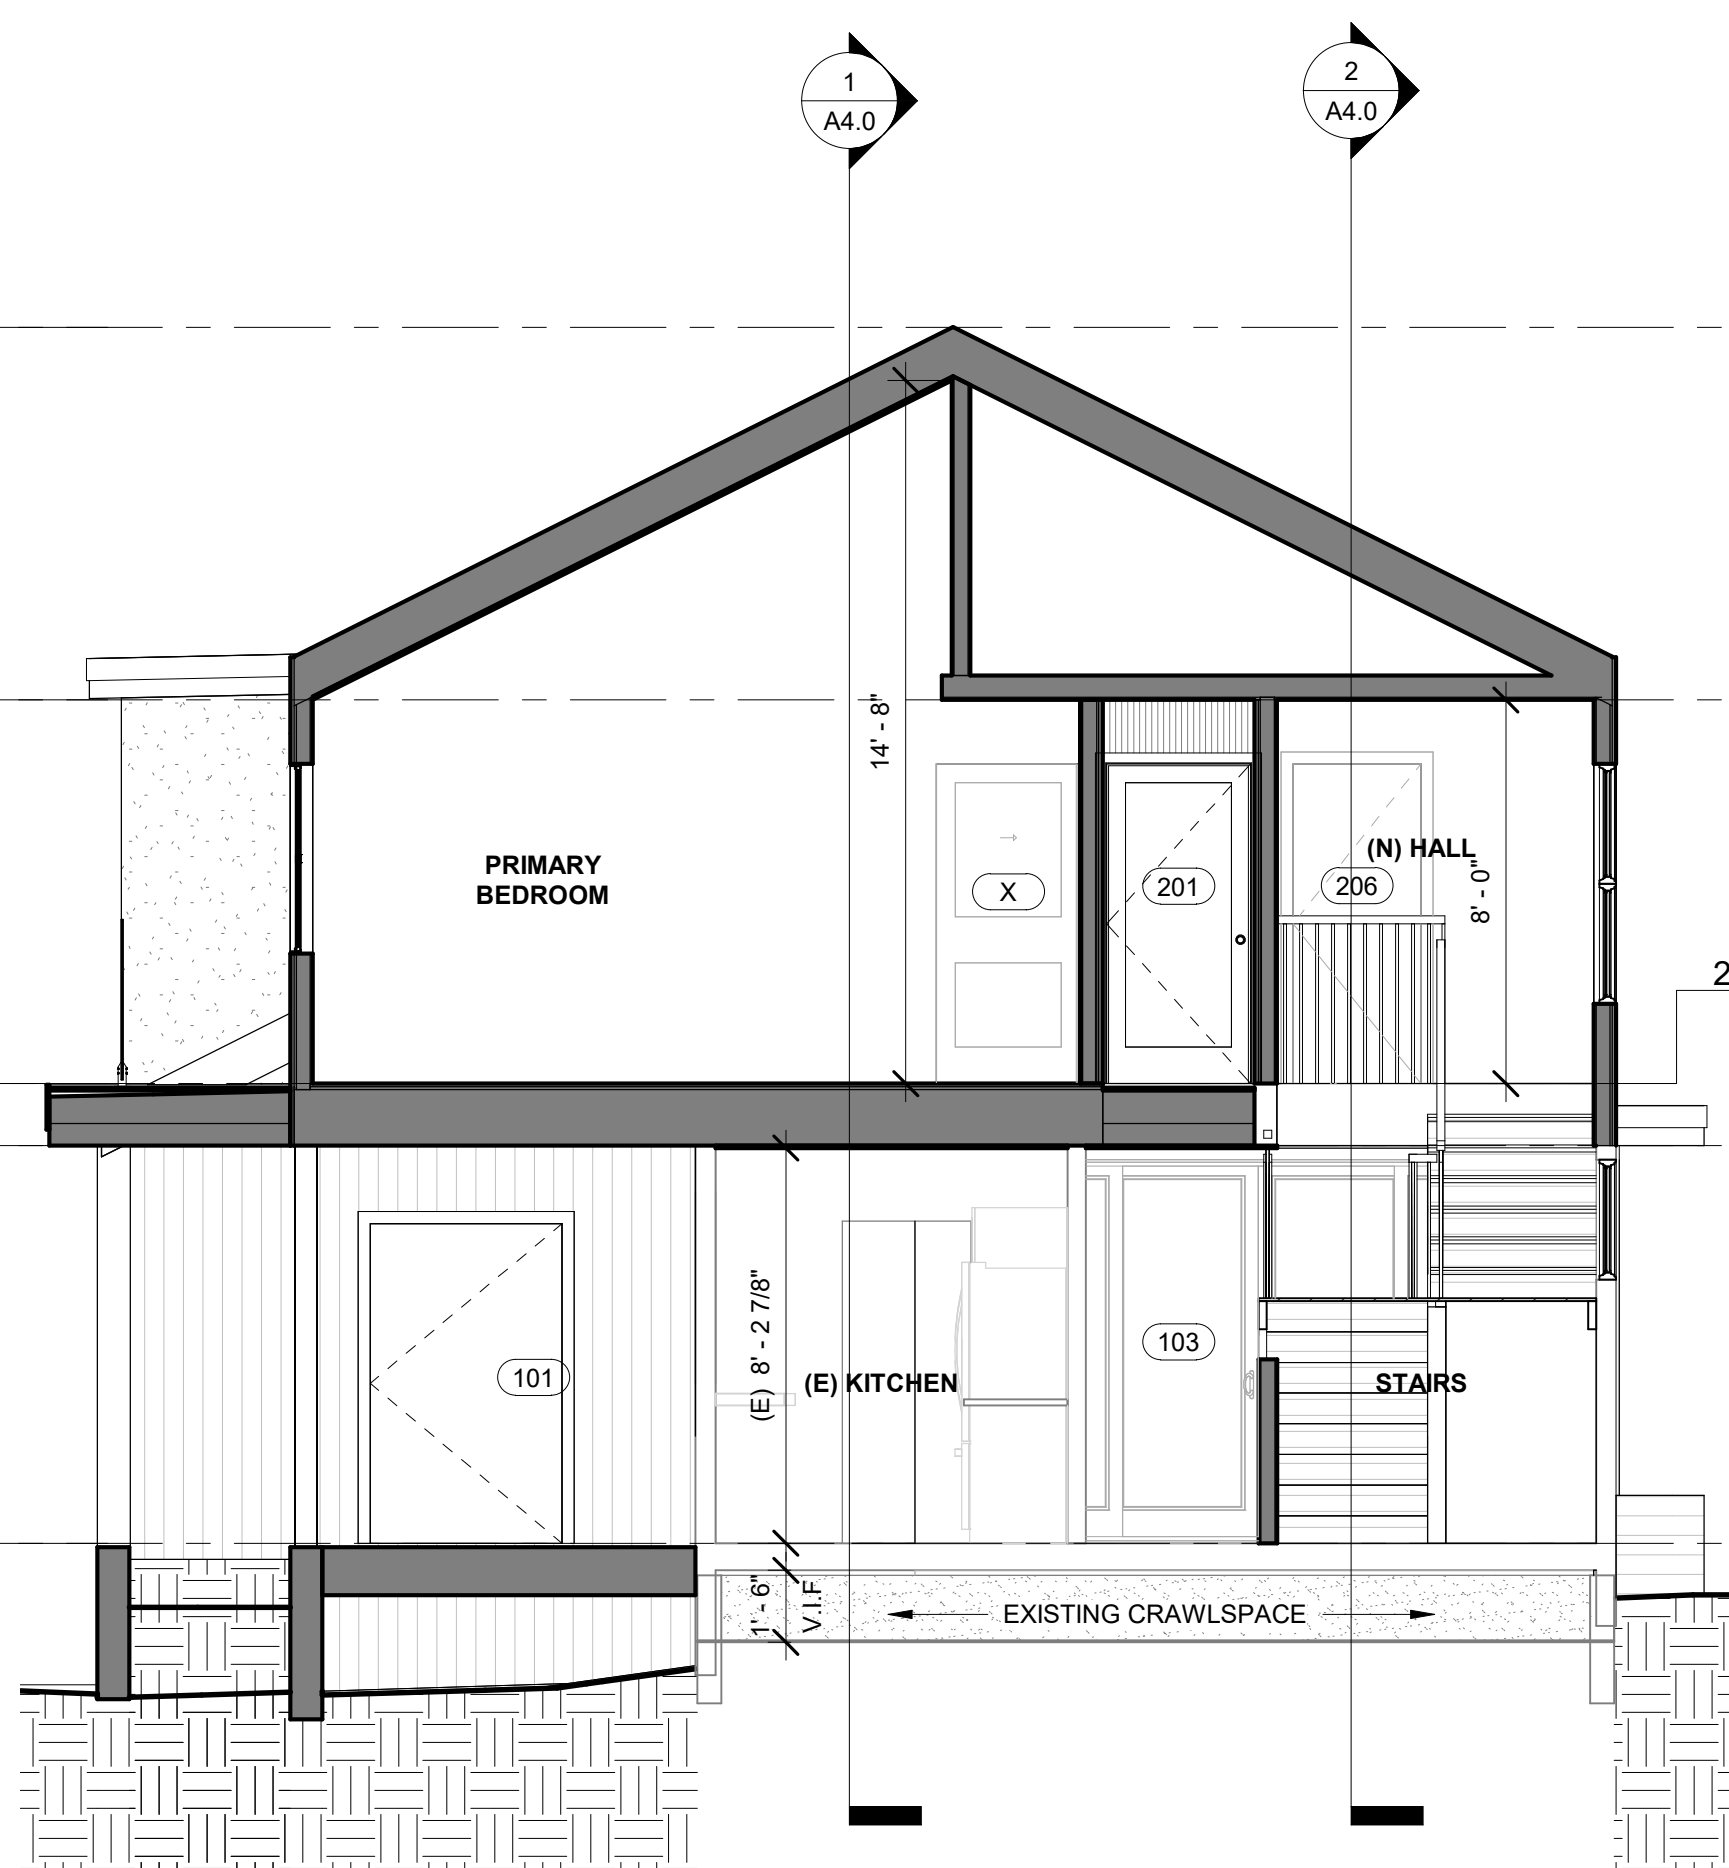 1
A4.0
2
A4.0
14' - 8"
PRIMARY
BEDROOM
X
201
206
(N) HALL
8' - 0"
2
(E) 8' - 2 7/8"
101
(E) KITCHEN
103
STAIRS
1' - 6"
V.I.F
EXISTING CRAWLSPACE